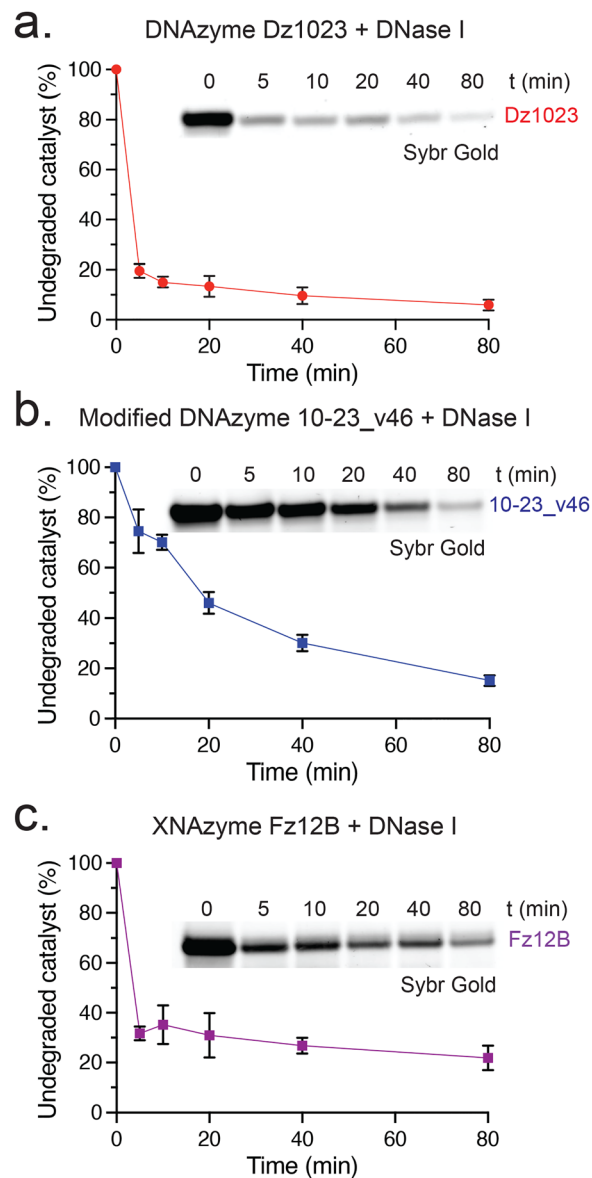 a.
DNAzyme Dz1023 + DNase I
0 5 10 20 40 80 t (min)
Dz1023
Sybr Gold
Undegraded catalyst (%)
100
80
60
40
20
0
0 20 40 60 80
Time (min)
b.
Modified DNAzyme 10-23_v46 + DNase I
0 5 10 20 40 80 t (min)
10-23_v46
Sybr Gold
Undegraded catalyst (%)
100
80
60
40
20
0
0 20 40 60 80
Time (min)
c.
XNAzyme Fz12B + DNase I
0 5 10 20 40 80 t (min)
Fz12B
Sybr Gold
Undegraded catalyst (%)
100
80
60
40
20
0
0 20 40 60 80
Time (min)